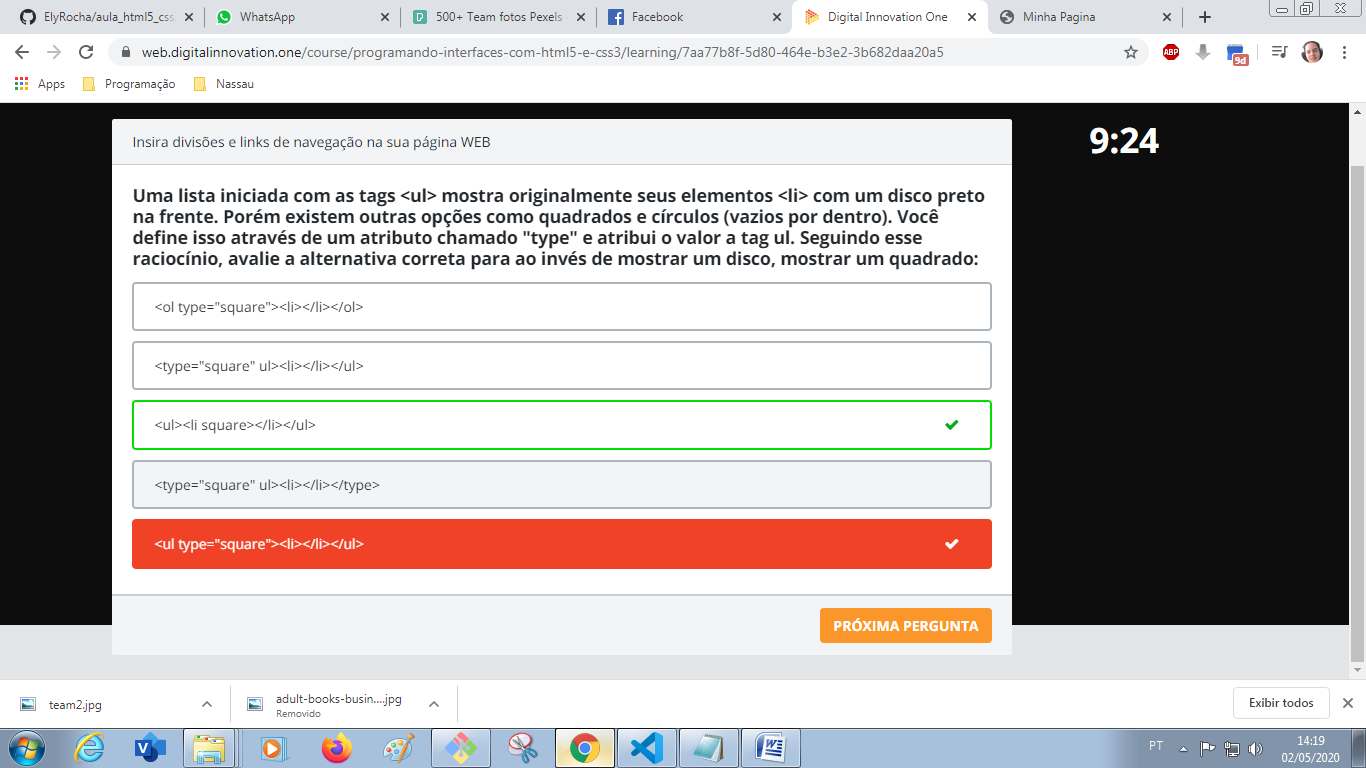 ElyRocha/aula_html5_css
WhatsApp
500+ Team fotos Pexels
Facebook
Digital Innovation One
Minha Pagina
web.digitalinnovation.one/course/programando-interfaces-com-html5-e-css3/learning/7aa77b8f-5d80-464e-b3e2-3b682daa20a5
ABP
9d
Apps
Programação
Nassau
Insira divisões e links de navegação na sua página WEB
9:24
Uma lista iniciada com as tags <ul> mostra originalmente seus elementos <li> com um disco preto
na frente. Porém existem outras opções como quadrados e círculos (vazios por dentro). Você
define isso através de um atributo chamado "type" e atribui o valor a tag ul. Seguindo esse
raciocínio, avalie a alternativa correta para ao invés de mostrar um disco, mostrar um quadrado:
<ol type="square"><li></li></ol>
<type="square" ul><li></li></ul>
<ul><li square></li></ul>
<type="square" ul><li></li></type>
<ul type="square"><li></li></ul>
PRÓXIMA PERGUNTA
team2.jpg
adult-books-busin....jpg
Removido
Exibir todos
PT
14:19
02/05/2020